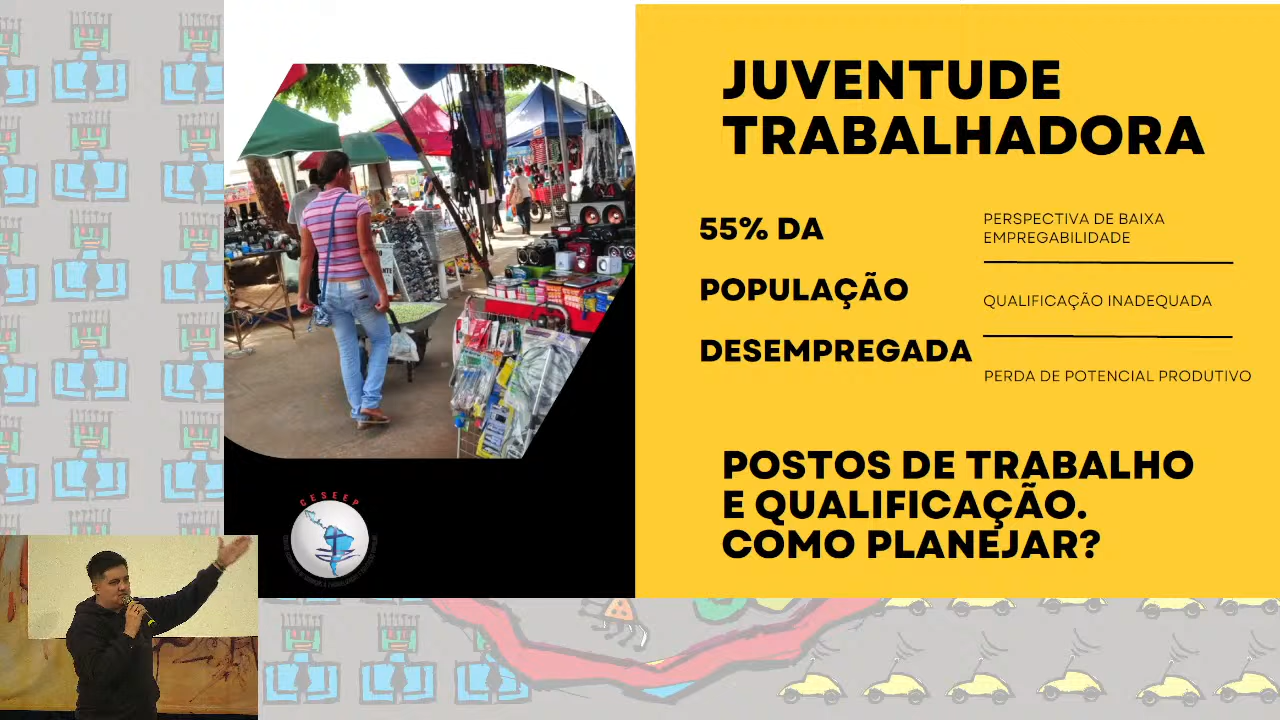 JUVENTUDE
TRABALHADORA
55% DA
POPULAÇÃO
DESEMPREGADA
PERSPECTIVA DE BAIXA
EMPREGABILIDADE
QUALIFICAÇÃO INADEQUADA
PERDA DE POTENCIAL PRODUTIVO
POSTOS DE TRABALHO
E QUALIFICAÇÃO.
COMO PLANEJAR?
CESEEP